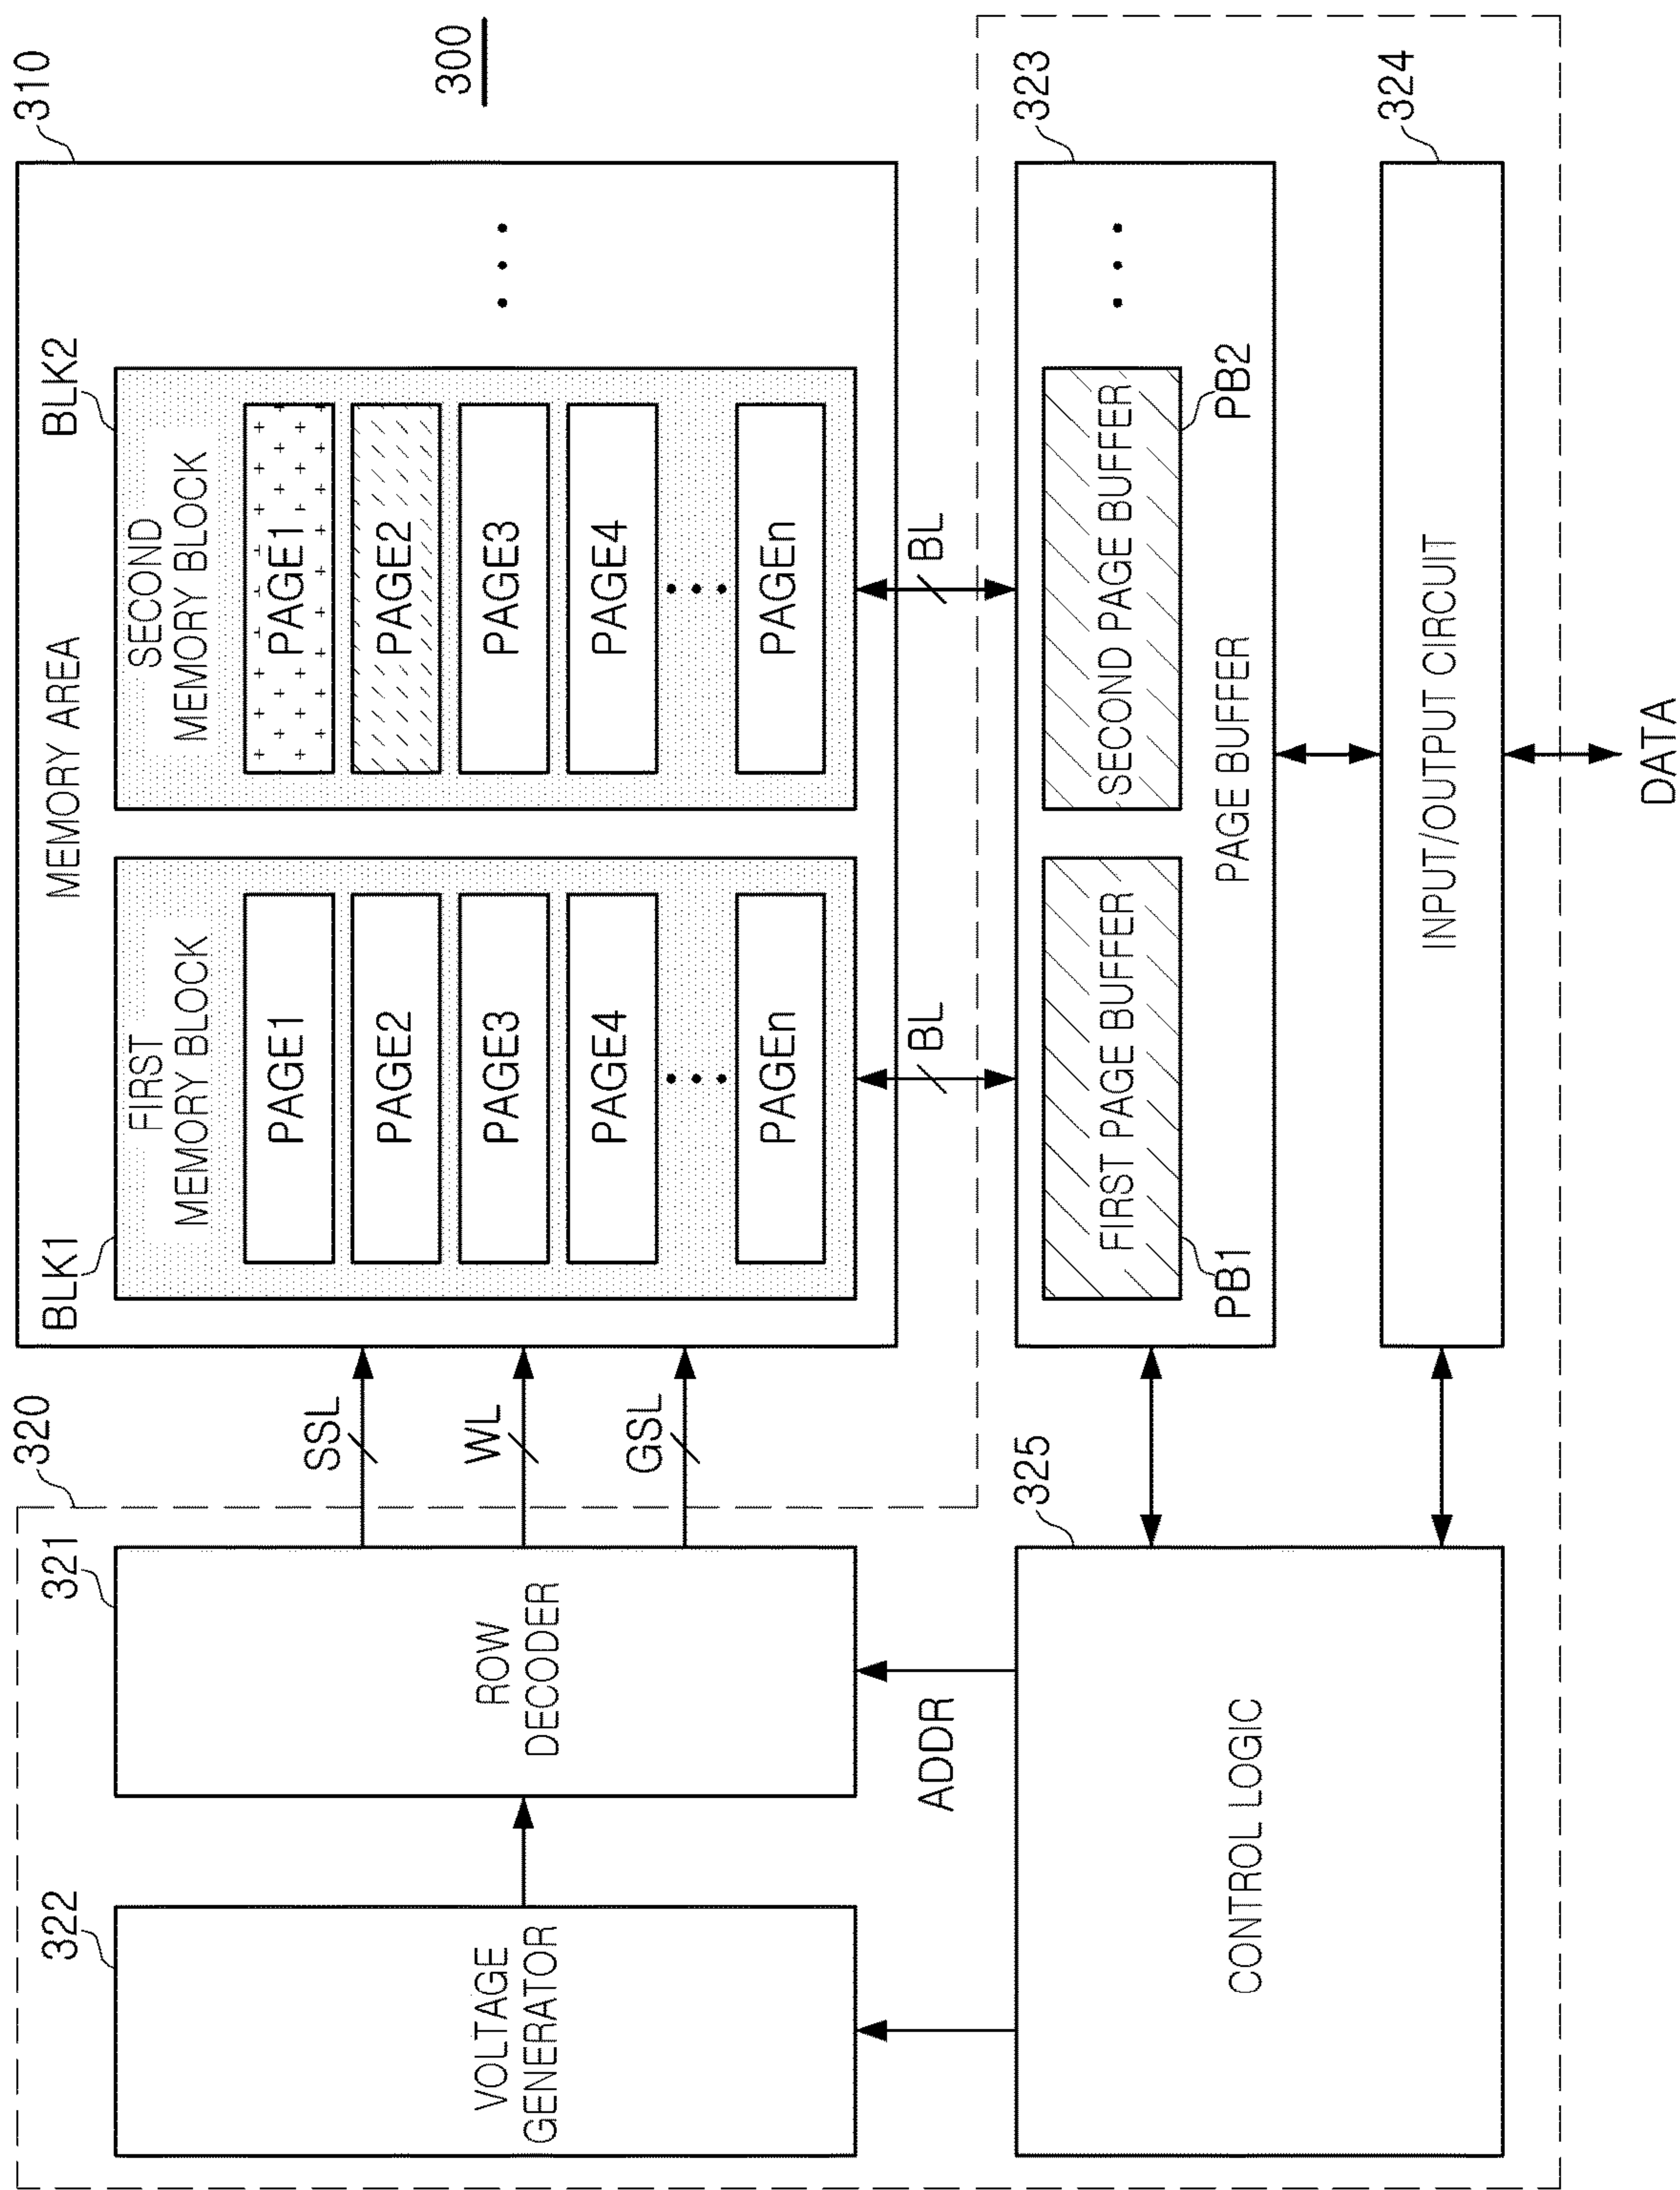 300
310
320
322
321
BLK1
BLK2
MEMORY AREA
FIRST
MEMORY BLOCK
SECOND
MEMORY BLOCK
VOLTAGE
GENERATOR
ROW
DECODER
SSL
WL
GSL
PAGE1
PAGE2
PAGE3
PAGE4
PAGEn
PAGE1
PAGE2
PAGE3
PAGE4
PAGEn
ADDR
BL
BL
325
323
CONTROL LOGIC
FIRST PAGE BUFFER
SECOND PAGE BUFFER
PB1
PAGE BUFFER
PB2
324
INPUT/OUTPUT CIRCUIT
DATA